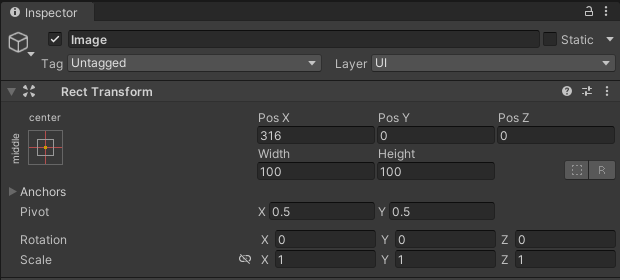 Inspector
Image Static
Tag Untagged Layer UI
Rect Transform
center
middle
Pos X Pos Y Pos Z
316 0 0
Width Height
100 100 R
Anchors
Pivot X 0.5 Y 0.5
Rotation X 0 Y 0 Z 0
Scale X 1 Y 1 Z 1